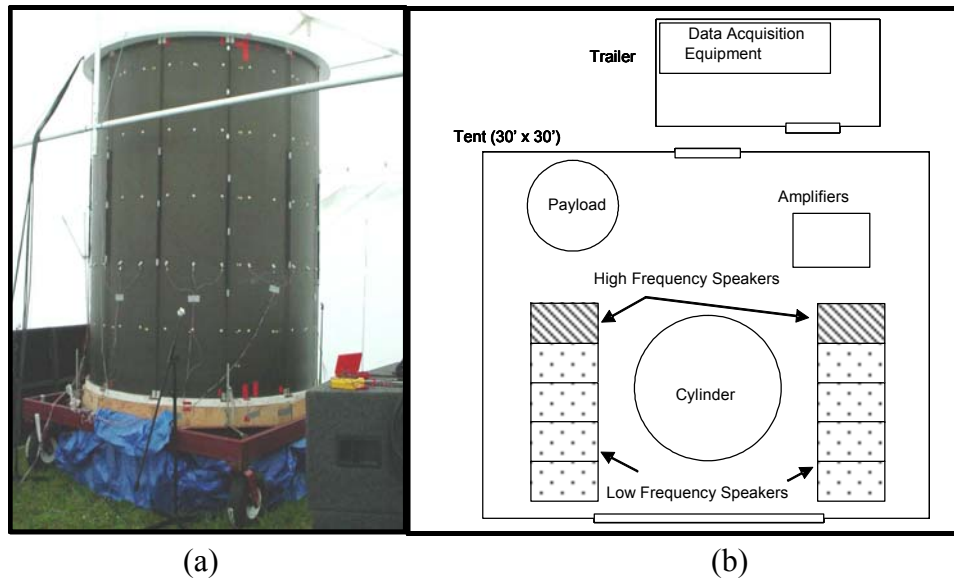 Data Acquisition
Equipment
Trailer
Tent (30' x 30')
Payload
Amplifiers
High Frequency Speakers
Cylinder
Low Frequency Speakers
(a)
(b)